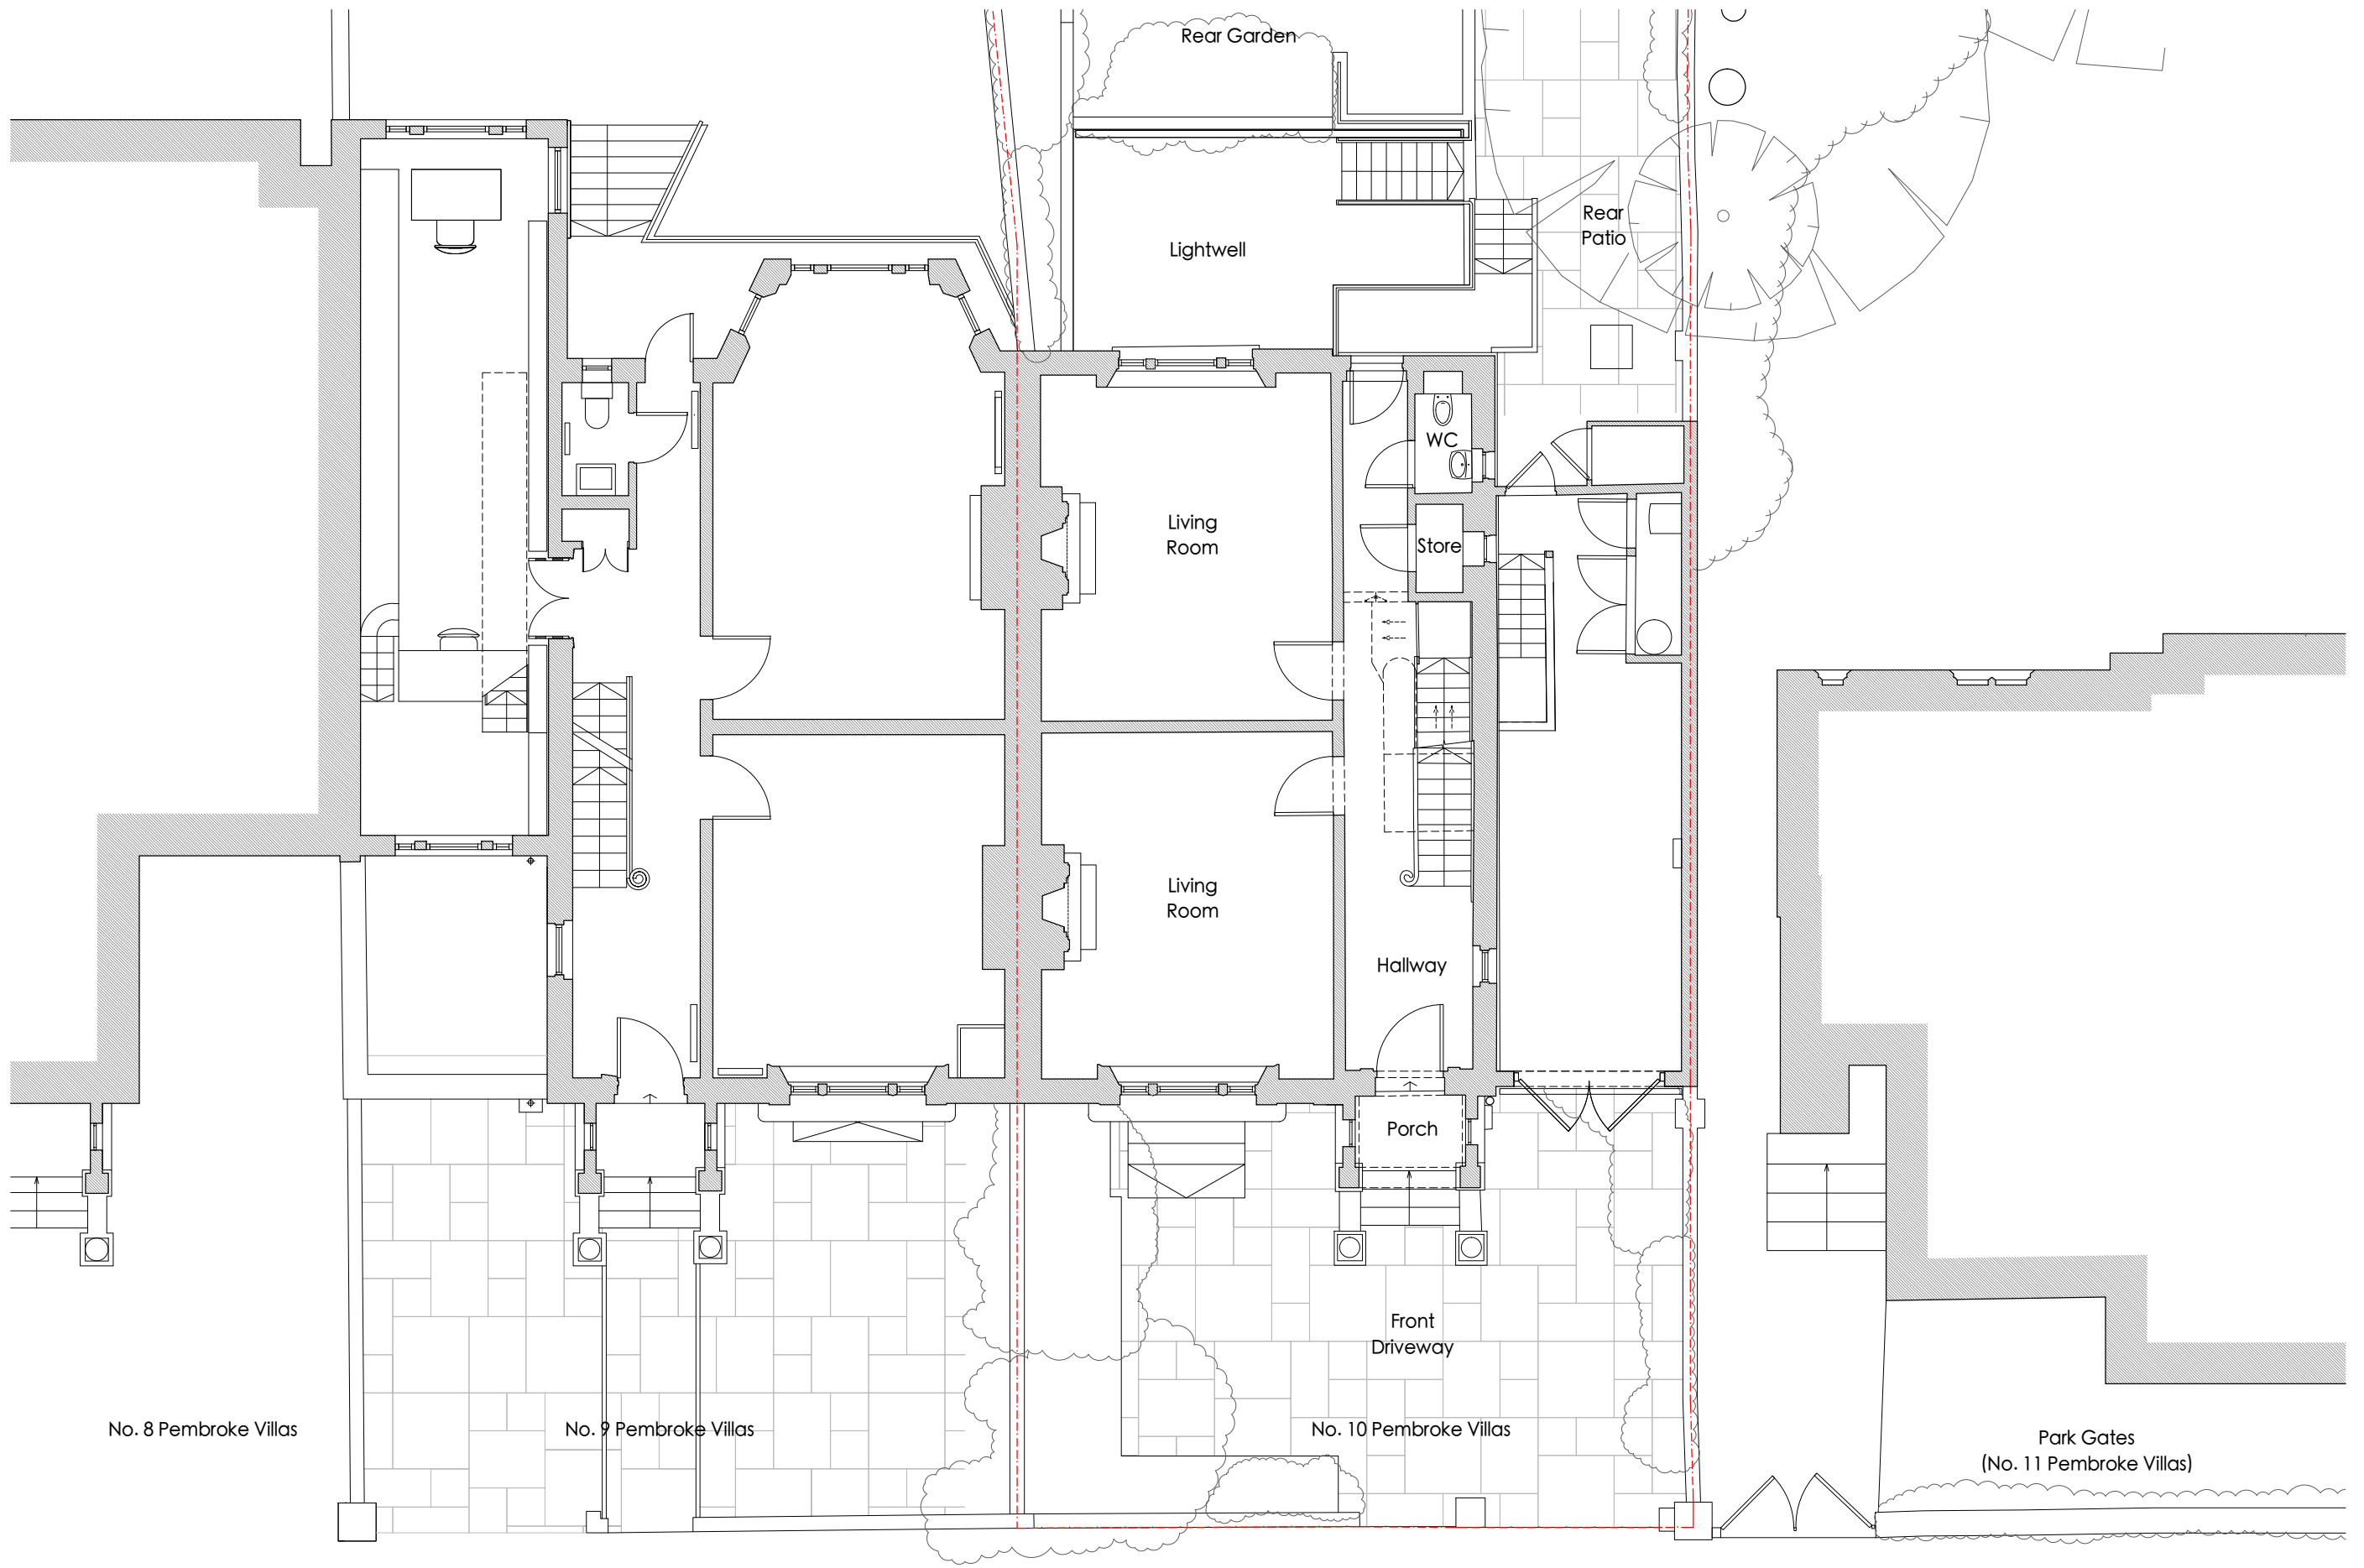 Rear Garden
Rear
Patio
Lightwell
WC
Living
Room
Store
Living
Room
Hallway
Porch
Front
Driveway
No. 8 Pembroke Villas
No. 9 Pembroke Villas
No. 10 Pembroke Villas
Park Gates
(No. 11 Pembroke Villas)